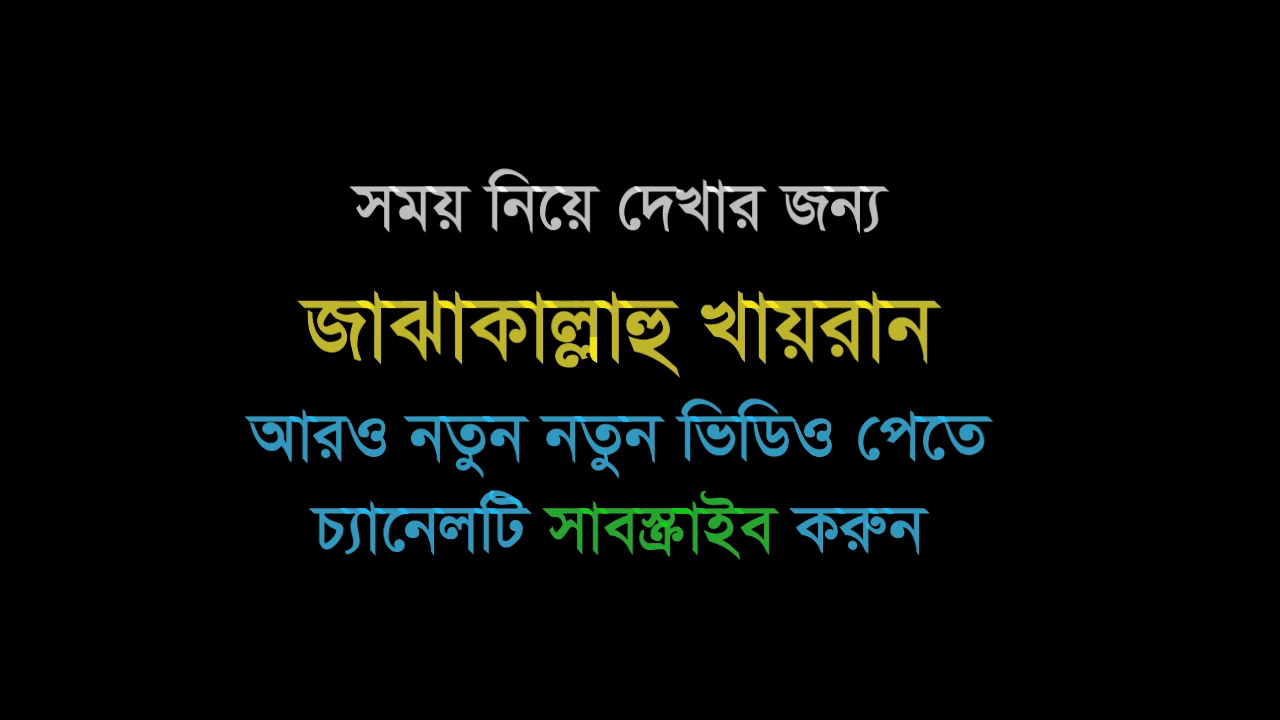 সময় নিয়ে দেখার জন্য
জাঝাকাল্লাহু খায়রান
আরও নতুন নতুন ভিডিও পেতে
চ্যানেলটি সাবস্ক্রাইব করুন